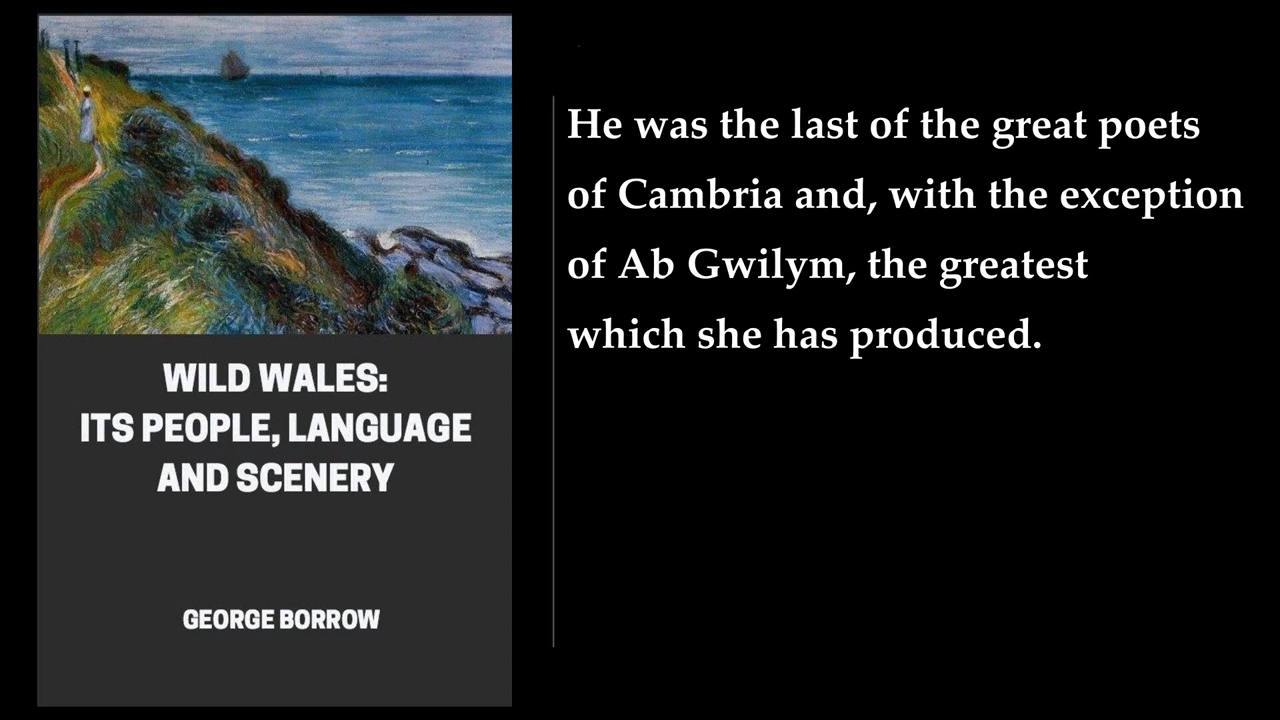 WILD WALES:
ITS PEOPLE, LANGUAGE
AND SCENERY
GEORGE BORROW
He was the last of the great poets
of Cambria and, with the exception
of Ab Gwilym, the greatest
which she has produced.